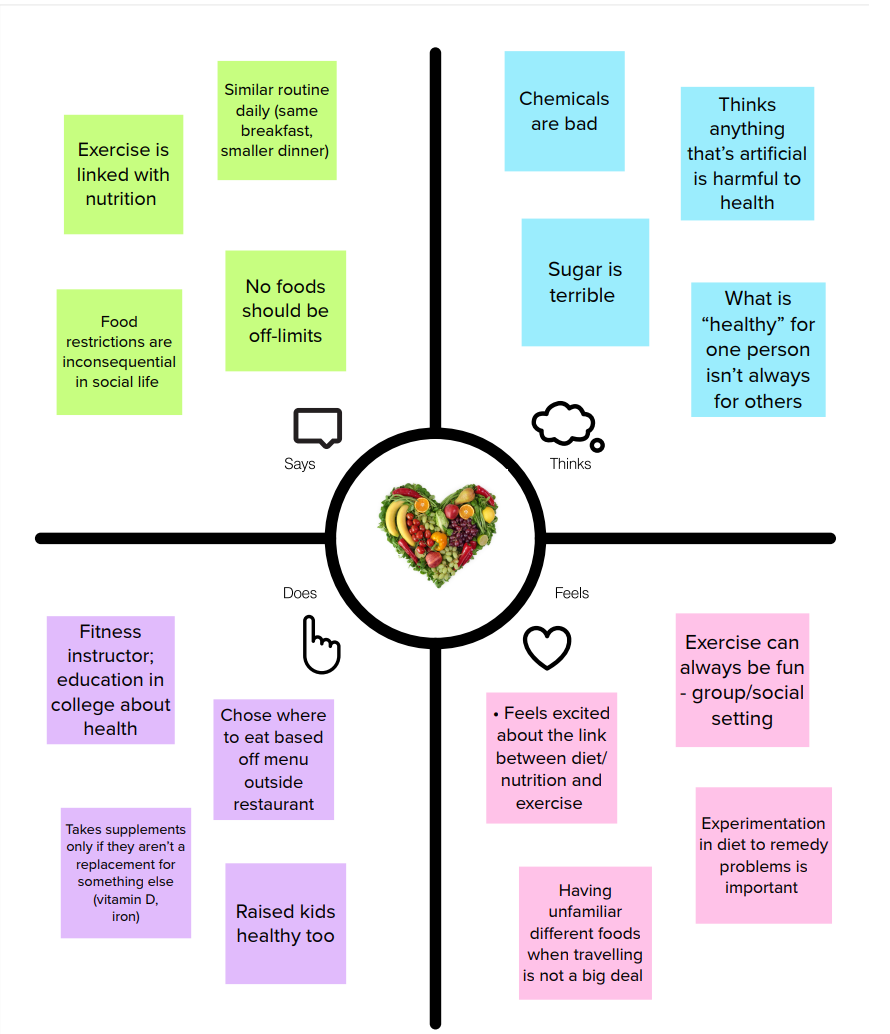 Exercise is
linked with
nutrition
Similar routine
daily (same
breakfast,
smaller dinner)
Food
restrictions are
inconsequential
in social life
No foods
should be
off-limits
Says
Chemicals
are bad
Thinks
anything
that’s artificial
is harmful to
health
Sugar is
terrible
What is
“healthy” for
one person
isn’t always
for others
Thinks
Does
Fitness
instructor;
education in
college about
health
Chose where
to eat based
off menu
outside
restaurant
Takes supplements
only if they aren’t a
replacement for
something else
(vitamin D,
iron)
Raised kids
healthy too
Feels
Exercise can
always be fun
- group/social
setting
• Feels excited
about the link
between diet/
nutrition and
exercise
Experimentation
in diet to remedy
problems is
important
Having
unfamiliar
different foods
when travelling
is not a big deal